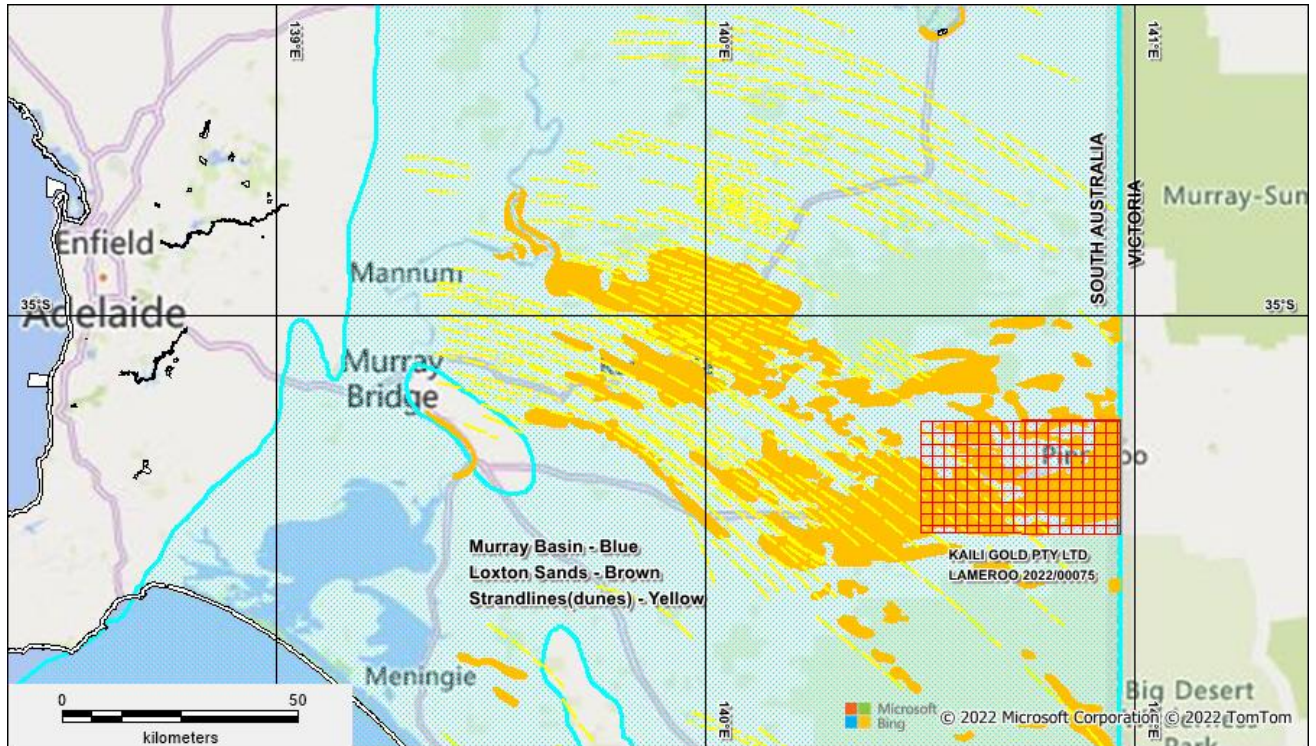 139°E
140°E
141°E
Murray-Sun
SOUTH AUSTRALIA
VICTORIA
Enfield
Mannum
35°S
35°S
Adelaide
Murray
Bridge
KAILI GOLD PTY LTD
LAMEROO 2022/00075
Murray Basin - Blue
Loxton Sands - Brown
Strandlines(dunes) - Yellow
Meningie
Big Desert
Wilderness
Park
0
50
kilometers
140°E
Microsoft
Bing
© 2022 Microsoft Corporation © 2022 TomTom